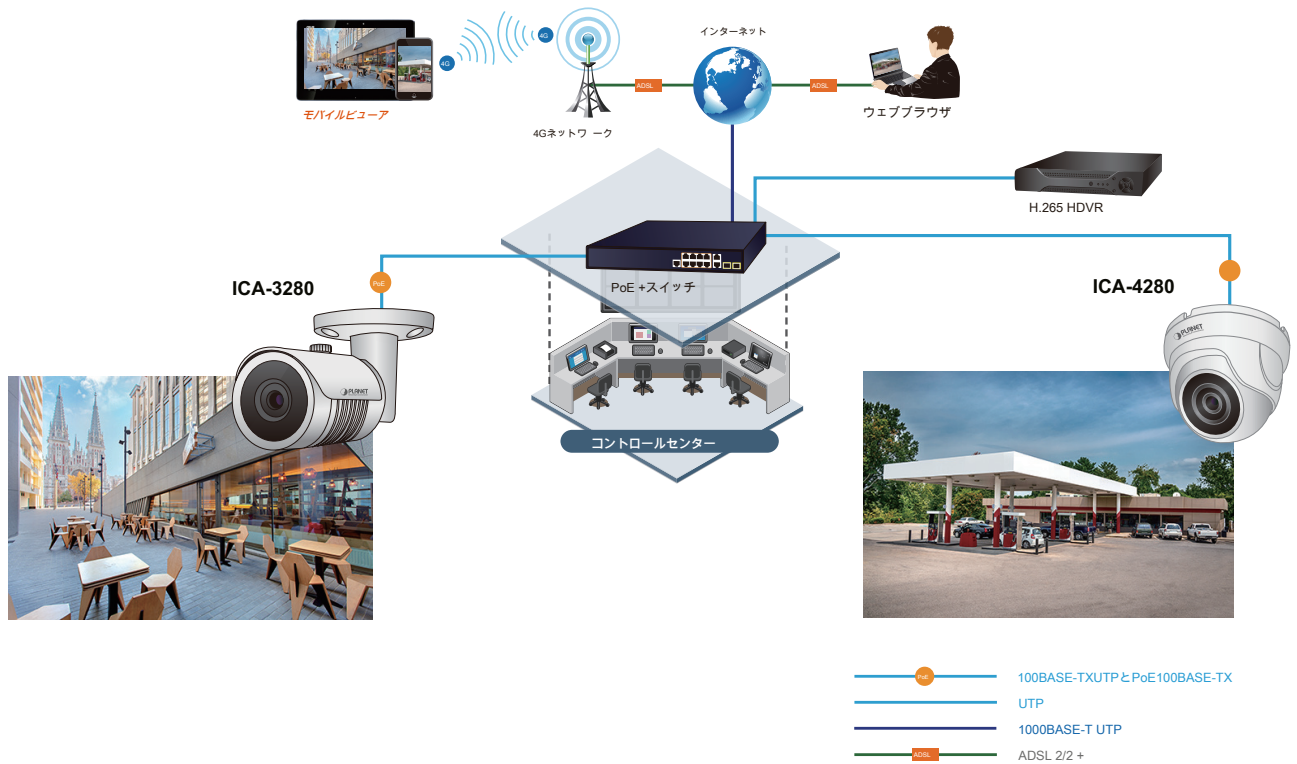 インターネット
4G
4G
ADSL
ADSL
モバイルビューア
4Gネットワ ーク
ウェブブラウザ
H.265 HDVR
PoE +スイッチ
ICA-3280
PoE
ICA-4280
PLANET
PLANET
コントロールセンター
PoE
100BASE-TXUTPとPoE100BASE-TX
UTP
1000BASE-T UTP
ADSL
ADSL 2/2 +